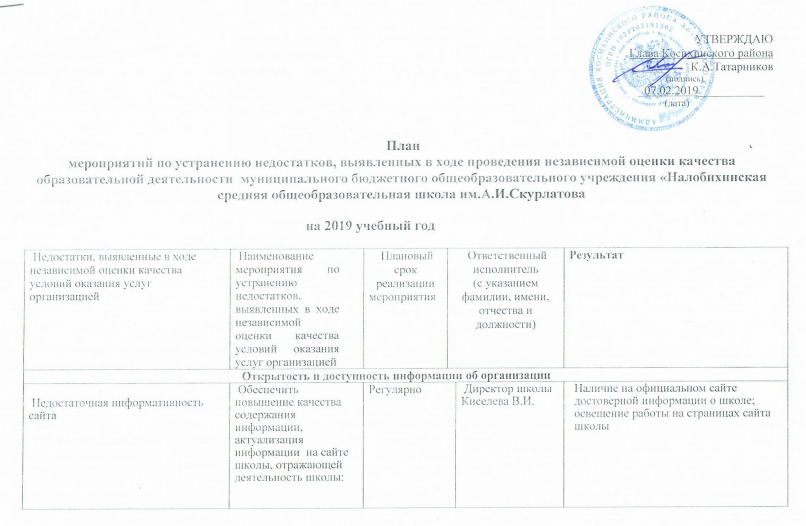 УТВЕРЖДАЮ
Глава Косихинского района
К.А.Татарников
(подпись)
07.02.2019
(дата)
План
мероприятий по устранению недостатков, выявленных в ходе проведения независимой оценки качества
образовательной деятельности муниципального бюджетного общеобразовательного учреждения «Налобихинская
средняя общеобразовательная школа им.А.И.Скурлатова
на 2019 учебный год
Недостатки, выявленные в ходе
независимой оценки качества
условий оказания услуг
организацией
Наименование
мероприятия по
устранению
недостатков,
выявленных в ходе
независимой
оценки качества
условий оказания
услуг организацией
Плановый
срок
реализации
мероприятия
Ответственный
исполнитель
(с указанием
фамилии, имени,
отчества и
должности)
Результат
Открытость и доступность информации об организации
Недостаточная информативность
сайта
Обеспечить
повышение качества
содержания
информации,
актуализация
информации на сайте
школы, отражающей
деятельность школы:
Регулярно
Директор школы
Киселева В.И.
Наличие на официальном сайте
достоверной информации о школе;
освещение работы на страницах сайта
школы